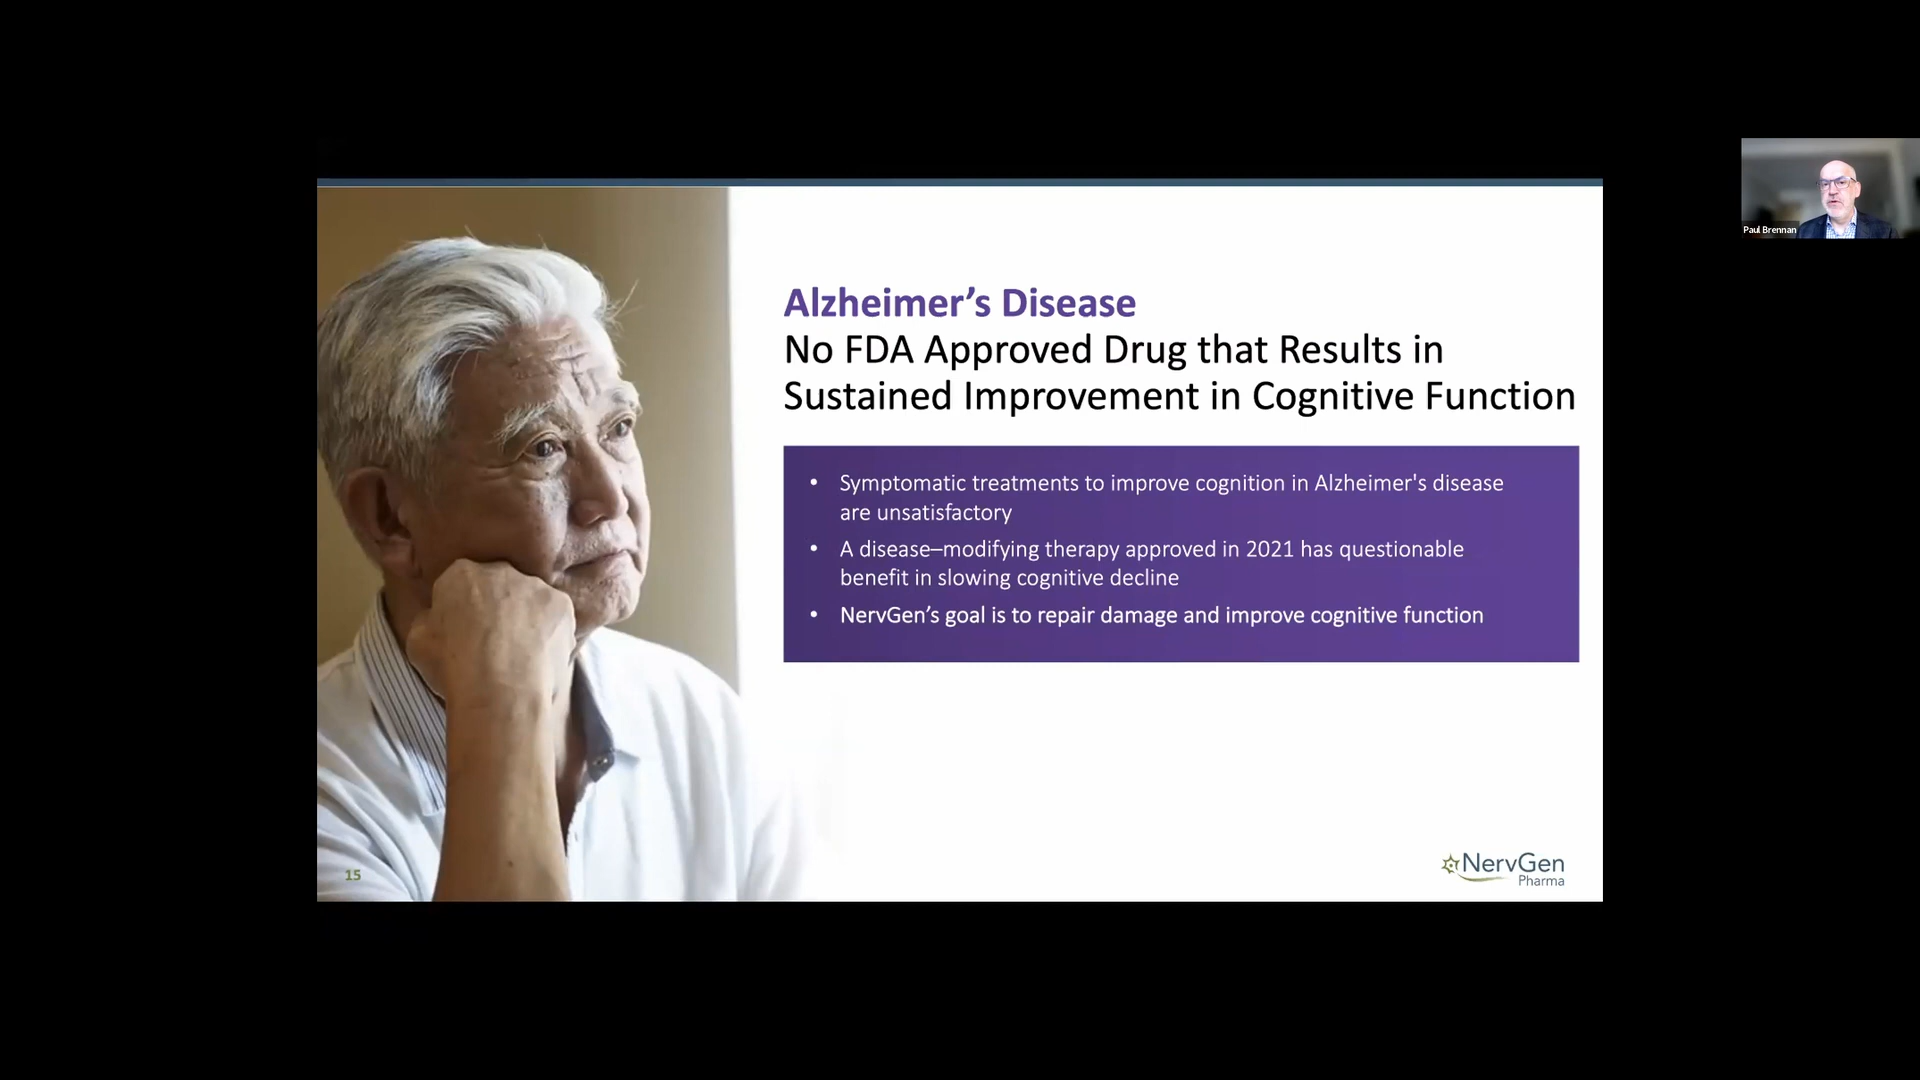 Alzheimer’s Disease
No FDA Approved Drug that Results in
Sustained Improvement in Cognitive Function
• Symptomatic treatments to improve cognition in Alzheimer's disease
are unsatisfactory
• A disease–modifying therapy approved in 2021 has questionable
benefit in slowing cognitive decline
• NervGen’s goal is to repair damage and improve cognitive function
15
NervGen
Pharma
Paul Brennan